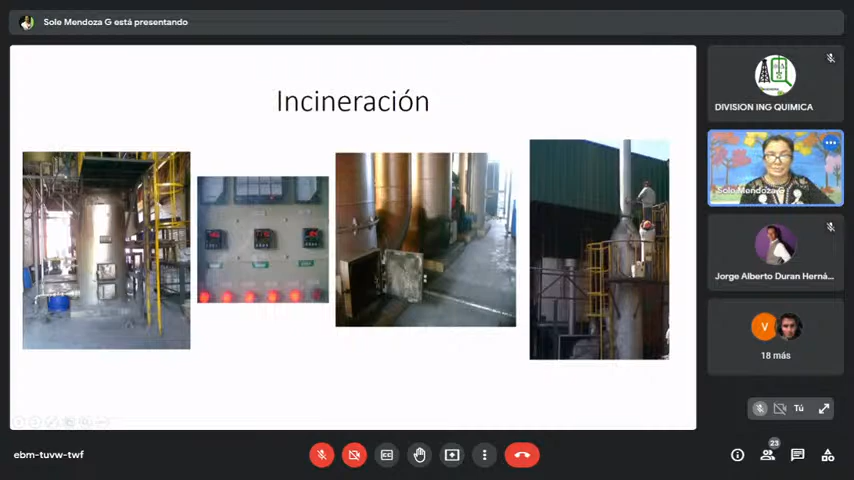 Sole Mendoza G está presentando
Incineración
DIVISION ING QUIMICA
Sole Mendoza G
Jorge Alberto Duran Herná...
V
18 más
Tú
ebm-tuvw-twf
23